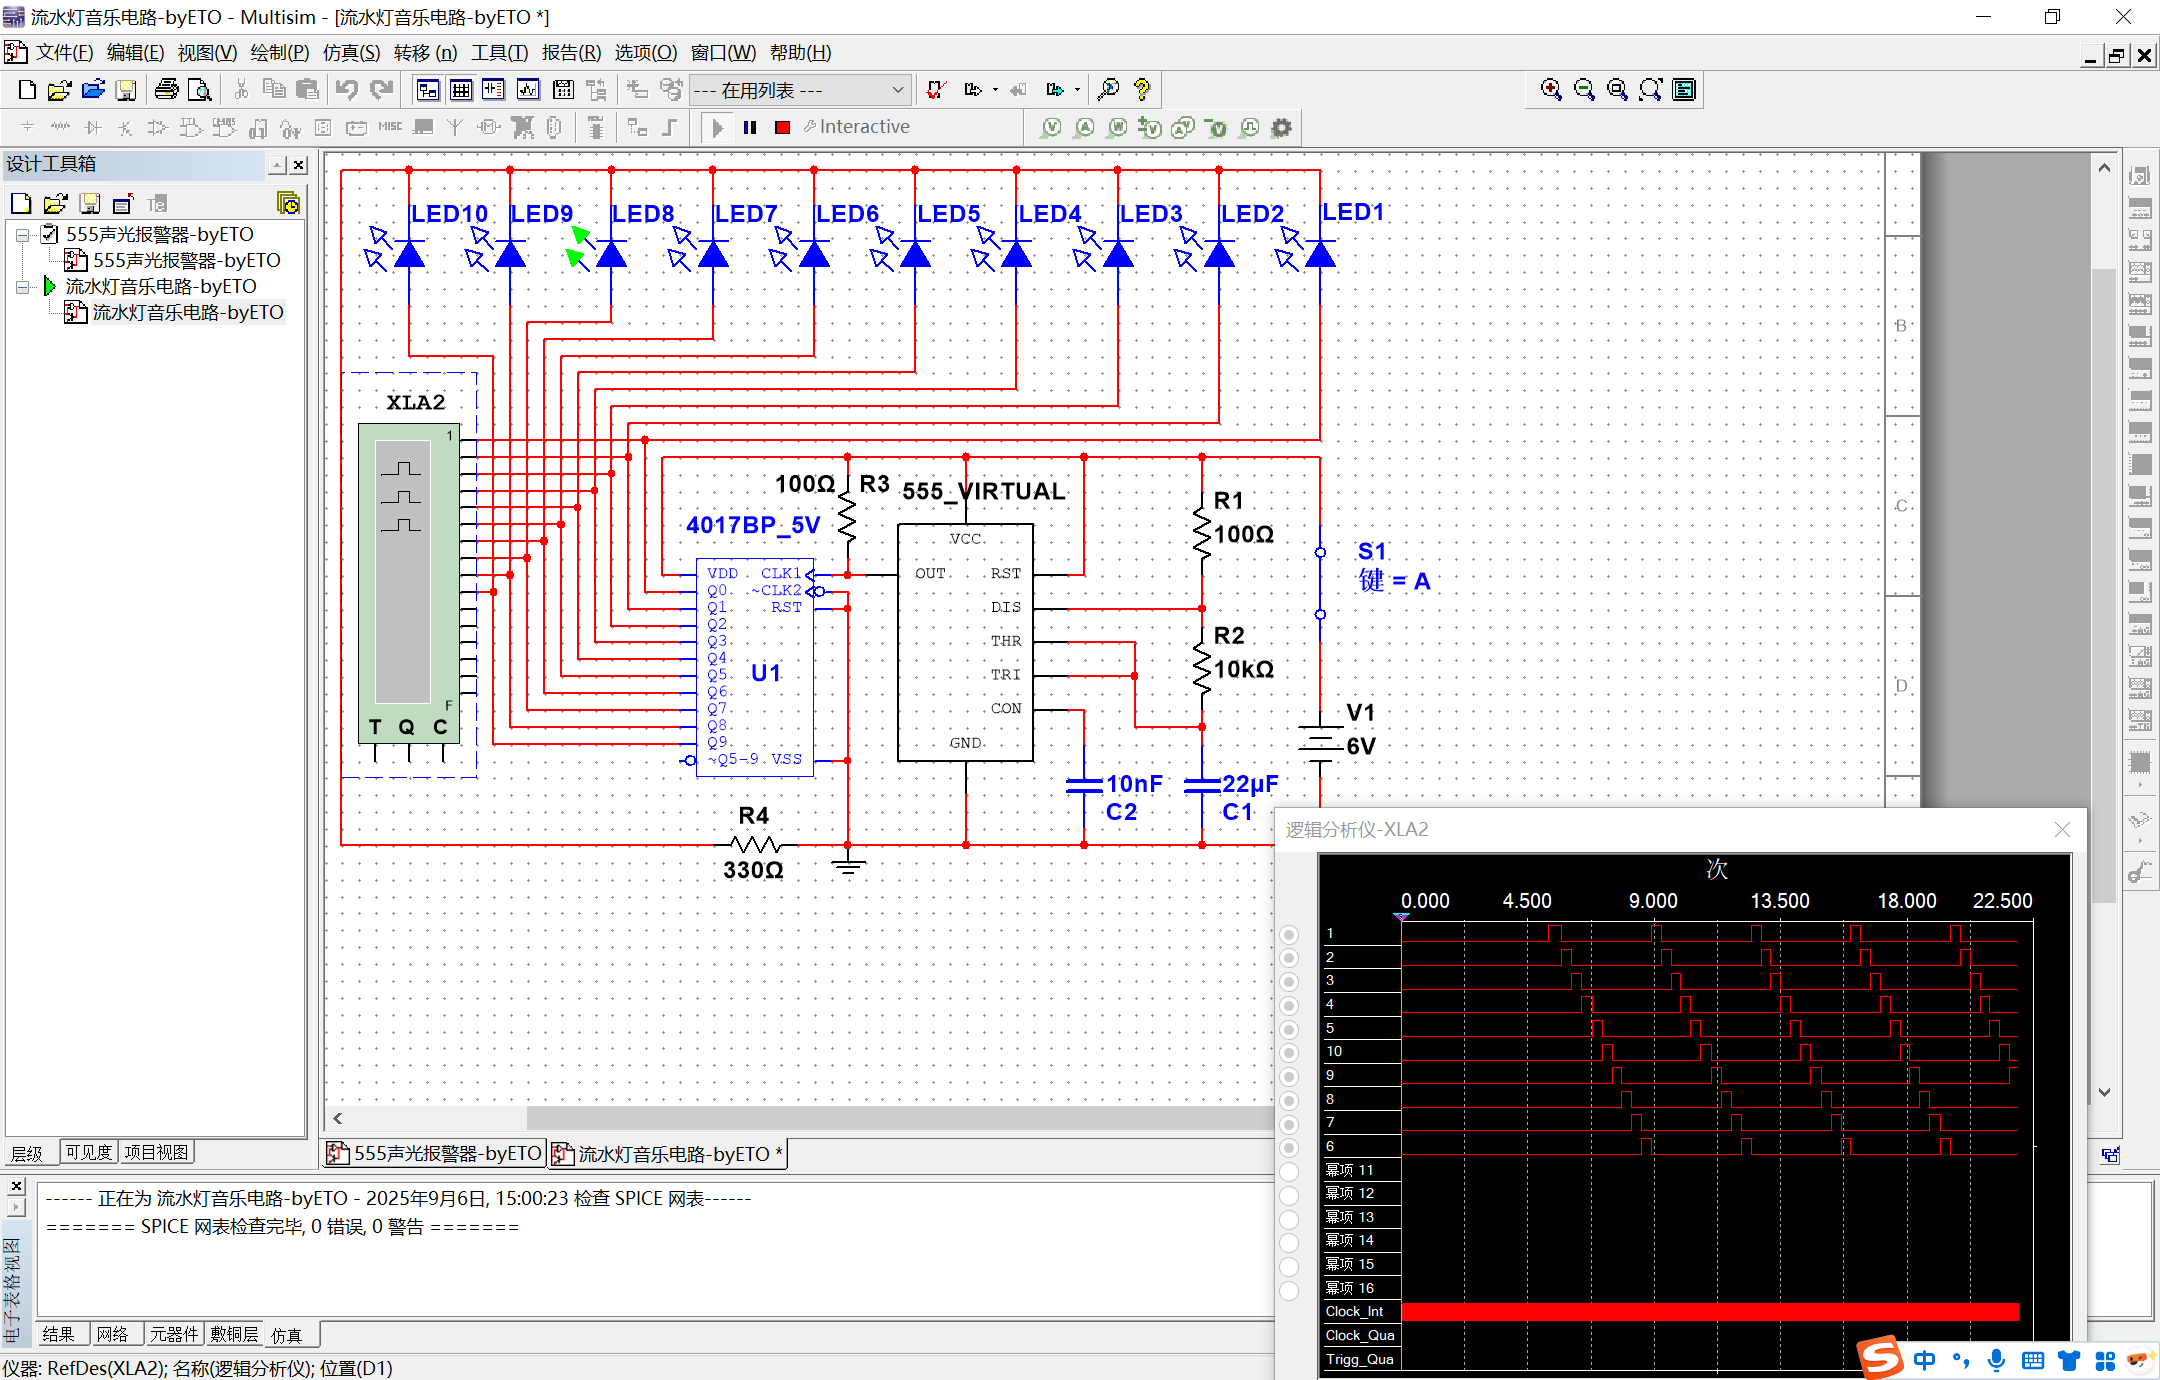 流水灯音乐电路-byETO - Multisim - [流水灯音乐电路-byETO *]
文件(F) 编辑(E) 视图(V) 绘制(P) 仿真(S) 转移 (n) 工具(T) 报告(R) 选项(O) 窗口(W) 帮助(H)
--- 在用列表 ---
MISC
Interactive
设计工具箱
555声光报警器-byETO
555声光报警器-byETO
流水灯音乐电路-byETO
流水灯音乐电路-byETO
层级 可见度 项目视图
LED10 LED9 LED8 LED7 LED6 LED5 LED4 LED3 LED2 LED1
XLA2
1
F
T Q C
100Ω R3
4017BP_5V
VDD CLK1
Q0 ~CLK2
Q1 RST
Q2
Q3
Q4
Q5
Q6
Q7
Q8
Q9
~Q5-9 VSS
U1
555_VIRTUAL
VCC
OUT RST
DIS
THR
TRI
CON
GND
R1
100Ω
R2
10kΩ
S1
键 = A
V1
6V
10nF
C2
22µF
C1
R4
330Ω
B
C
D
555声光报警器-byETO 流水灯音乐电路-byETO *
逻辑分析仪-XLA2
次
0.000 4.500 9.000 13.500 18.000 22.500
1
2
3
4
5
10
9
8
7
6
幂项 11
幂项 12
幂项 13
幂项 14
幂项 15
幂项 16
Clock_Int
Clock_Qua
Trigg_Qua
------ 正在为 流水灯音乐电路-byETO - 2025年9月6日, 15:00:23 检查 SPICE 网表------
======= SPICE 网表检查完毕, 0 错误, 0 警告 =======
电子表格视图
结果 网络 元器件 敷铜层 仿真
仪器: RefDes(XLA2); 名称(逻辑分析仪); 位置(D1)
中